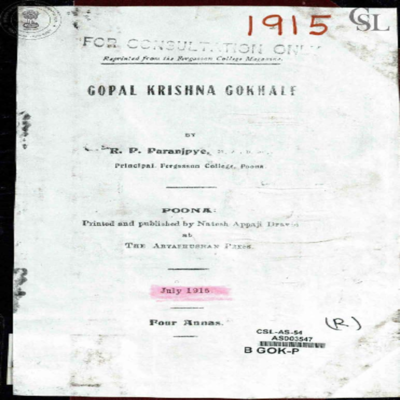 1915
CSL
FOR CONSULTATION ONLY
Reprinted from the Fergusson College Magazine.
GOPAL KRISHNA GOKHALE
BY
R. P. Paranjpye,
Principal, Fergusson College, Poona
POONA:
Printed and published by Natesh Appaji Dravid
at
THE ARYABHUSHAN PRESS.
July 1915
Four Annas.
(R)
CSL-AS-54
AS003547
B GOK-P